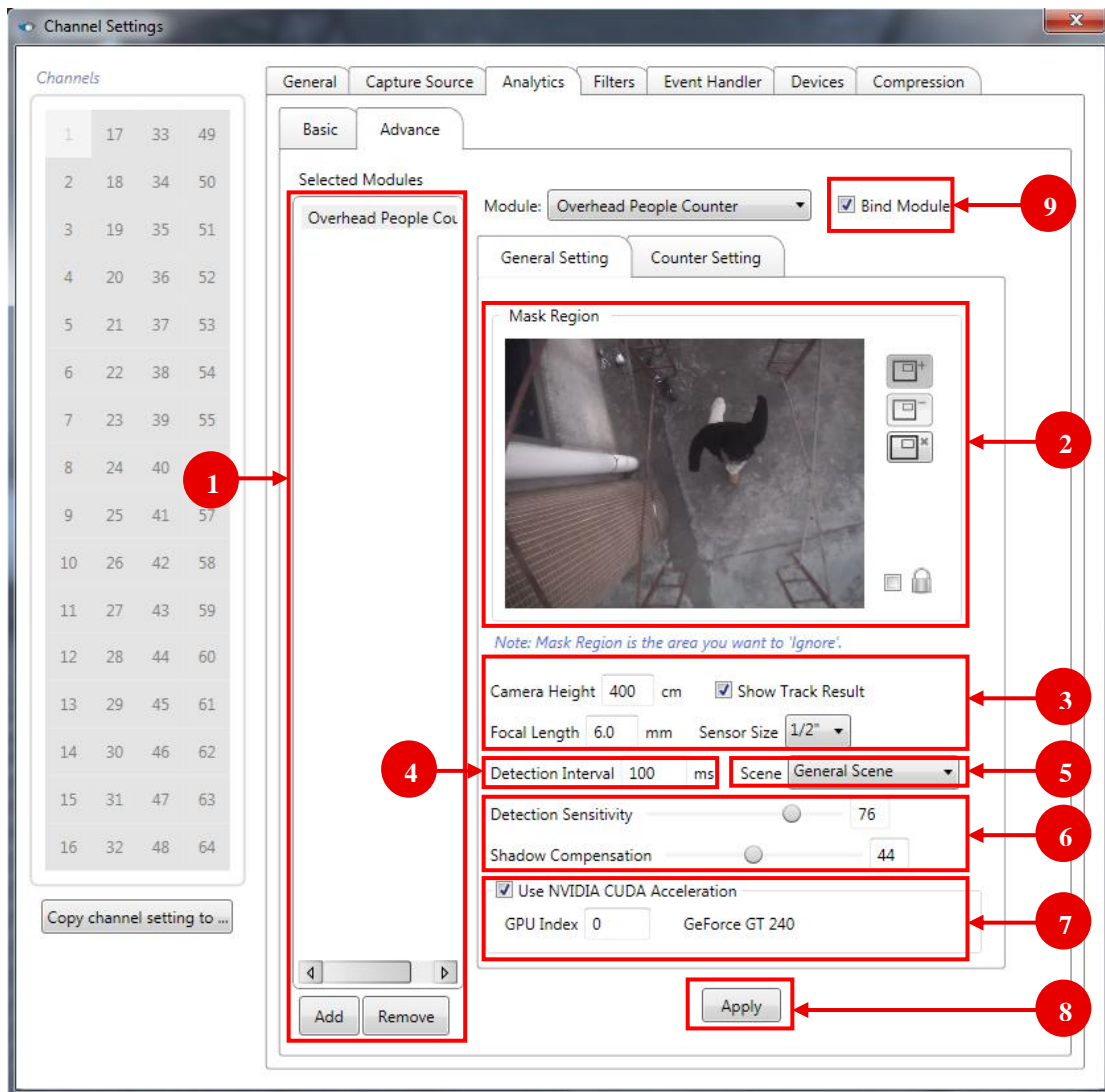 Channel Settings
x
Channels
General Capture Source Analytics Filters Event Handler Devices Compression
Basic Advance
1 17 33 49
2 18 34 50
3 19 35 51
4 20 36 52
5 21 37 53
6 22 38 54
7 23 39 55
8 24 40
9 25 41 57
10 26 42 58
11 27 43 59
12 28 44 60
13 29 45 61
14 30 46 62
15 31 47 63
16 32 48 64
Copy channel setting to ...
Selected Modules
Overhead People Cou
Add Remove
Module: Overhead People Counter
Bind Module
General Setting Counter Setting
Mask Region
Note: Mask Region is the area you want to 'Ignore'.
Camera Height 400 cm Show Track Result
Focal Length 6.0 mm Sensor Size 1/2"
Detection Interval 100 ms Scene General Scene
Detection Sensitivity 76
Shadow Compensation 44
Use NVIDIA CUDA Acceleration
GPU Index 0 GeForce GT 240
Apply
1
2
3
4
5
6
7
8
9